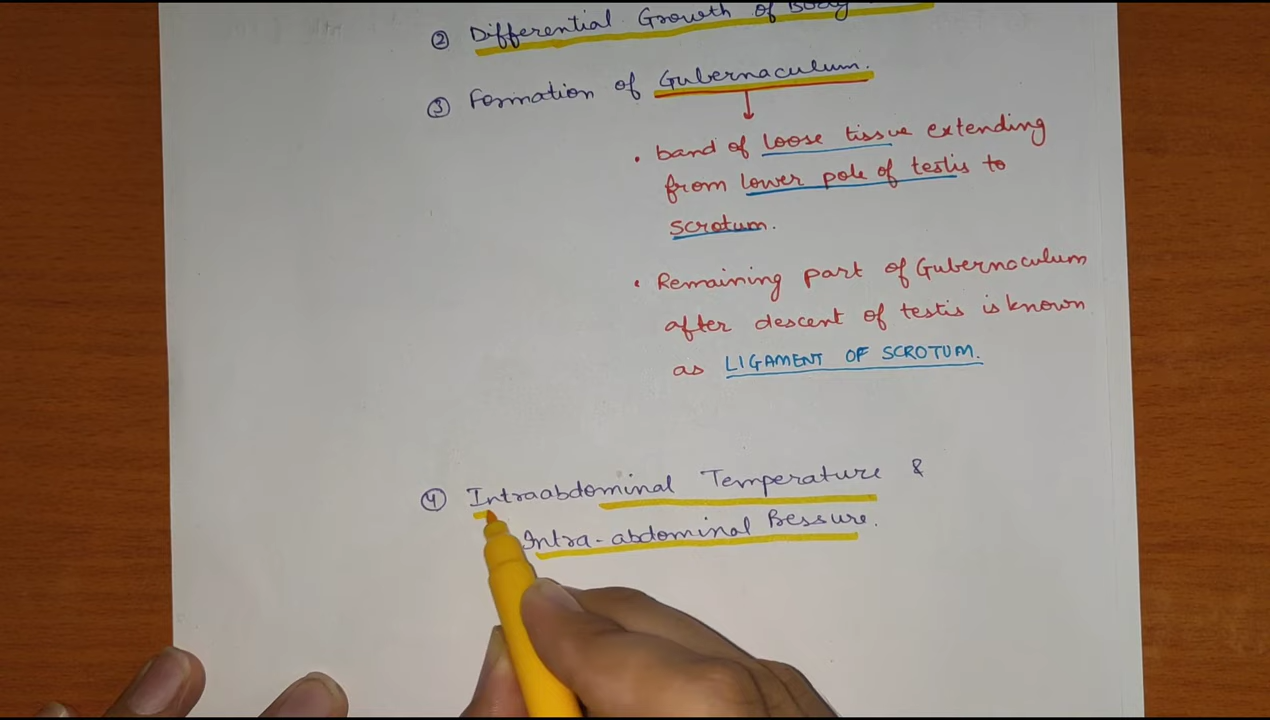 ② Differential Growth of Body
③ Formation of Gubernaculum.
• band of loose tissue extending
from lower pole of testis to
scrotum.
• Remaining part of Gubernaculum
after descent of testis is known
as LIGAMENT OF SCROTUM.
④ Intraabdominal Temperature &
Intra-abdominal Pressure.